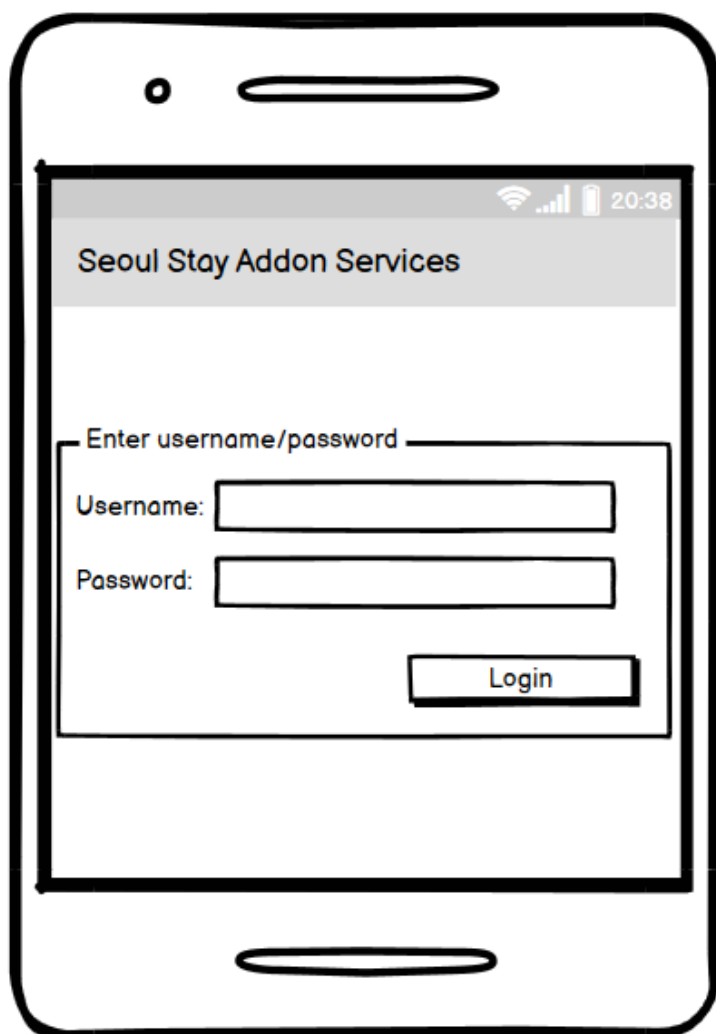 20:38
Seoul Stay Addon Services
Enter username/password
Username:
Password:
Login